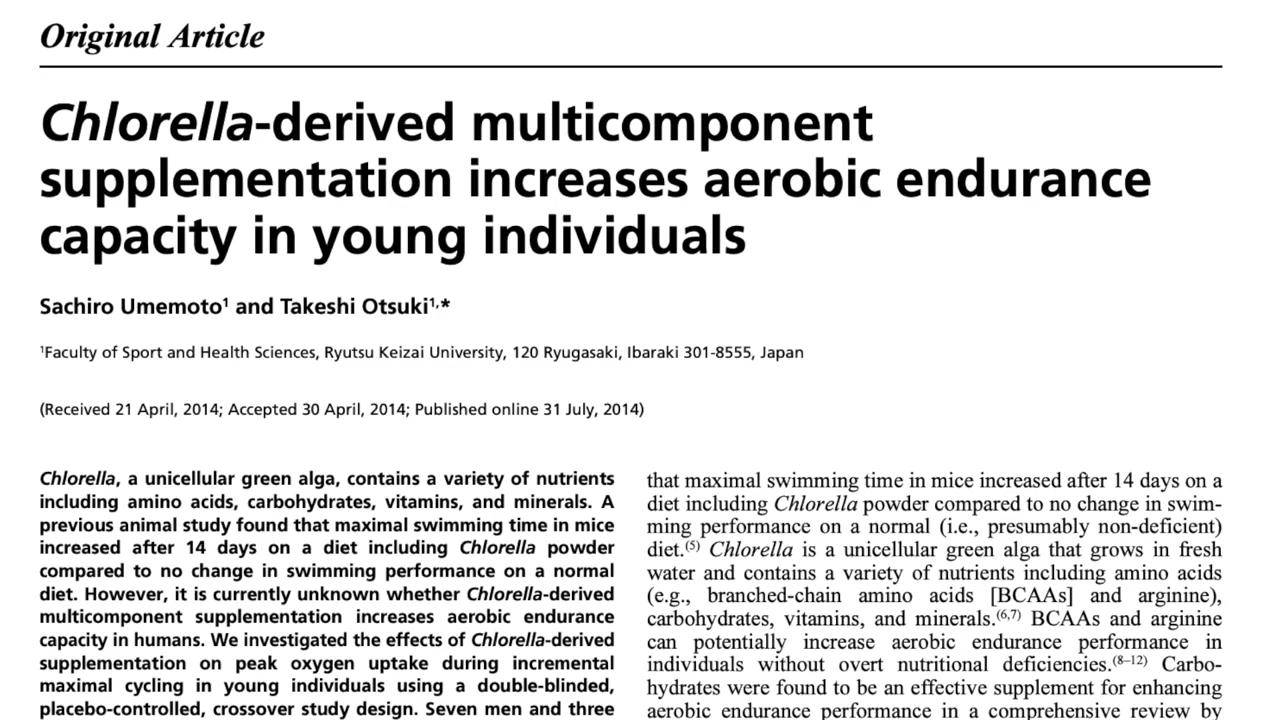 Original Article
Chlorella-derived multicomponent
supplementation increases aerobic endurance
capacity in young individuals
Sachiro Umemoto¹ and Takeshi Otsuki¹,*
¹Faculty of Sport and Health Sciences, Ryutsu Keizai University, 120 Ryugasaki, Ibaraki 301-8555, Japan
(Received 21 April, 2014; Accepted 30 April, 2014; Published online 31 July, 2014)
Chlorella, a unicellular green alga, contains a variety of nutrients
including amino acids, carbohydrates, vitamins, and minerals. A
previous animal study found that maximal swimming time in mice
increased after 14 days on a diet including Chlorella powder
compared to no change in swimming performance on a normal
diet. However, it is currently unknown whether Chlorella-derived
multicomponent supplementation increases aerobic endurance
capacity in humans. We investigated the effects of Chlorella-derived
supplementation on peak oxygen uptake during incremental
maximal cycling in young individuals using a double-blinded,
placebo-controlled, crossover study design. Seven men and three
that maximal swimming time in mice increased after 14 days on a
diet including Chlorella powder compared to no change in swim-
ming performance on a normal (i.e., presumably non-deficient)
diet.⁽⁵⁾ Chlorella is a unicellular green alga that grows in fresh
water and contains a variety of nutrients including amino acids
(e.g., branched-chain amino acids [BCAAs] and arginine),
carbohydrates, vitamins, and minerals.⁽⁶,⁷⁾ BCAAs and arginine
can potentially increase aerobic endurance performance in
individuals without overt nutritional deficiencies.⁽⁸⁻¹²⁾ Carbo-
hydrates were found to be an effective supplement for enhancing
aerobic endurance performance in a comprehensive review by